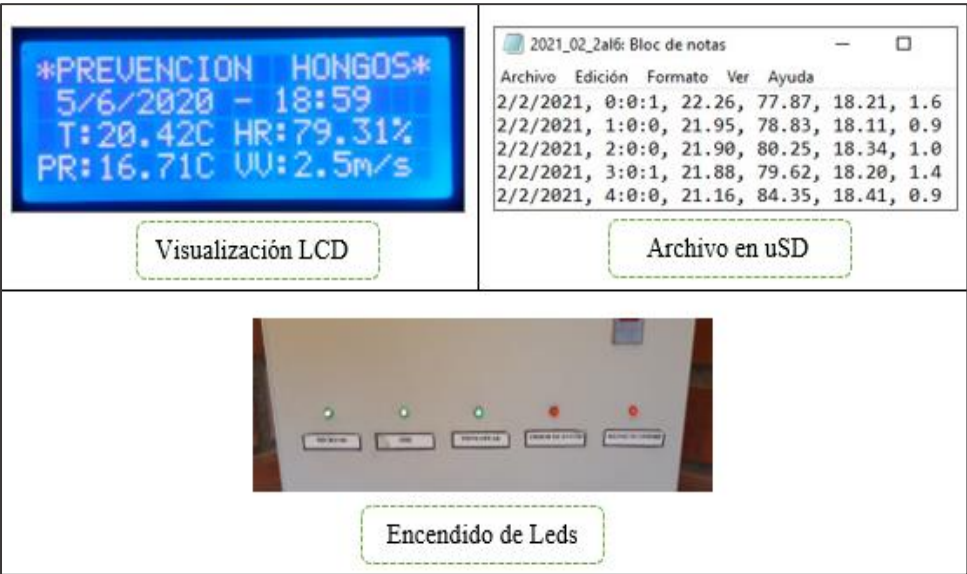 *PREVENCION HONGOS*
5/6/2020 - 18:59
T:20.42C HR:79.31%
PR:16.71C VV:2.5m/s
Visualización LCD
2021_02_2al6: Bloc de notas
Archivo Edición Formato Ver Ayuda
2/2/2021, 0:0:1, 22.26, 77.87, 18.21, 1.6
2/2/2021, 1:0:0, 21.95, 78.83, 18.11, 0.9
2/2/2021, 2:0:0, 21.90, 80.25, 18.34, 1.0
2/2/2021, 3:0:1, 21.88, 79.62, 18.20, 1.4
2/2/2021, 4:0:0, 21.16, 84.35, 18.41, 0.9
Archivo en uSD
Encendido de Leds